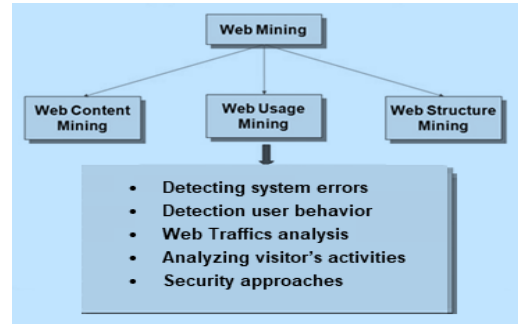 Web Mining
Web Content
Mining
Web Usage
Mining
Web Structure
Mining
• Detecting system errors
• Detection user behavior
• Web Traffics analysis
• Analyzing visitor's activities
• Security approaches